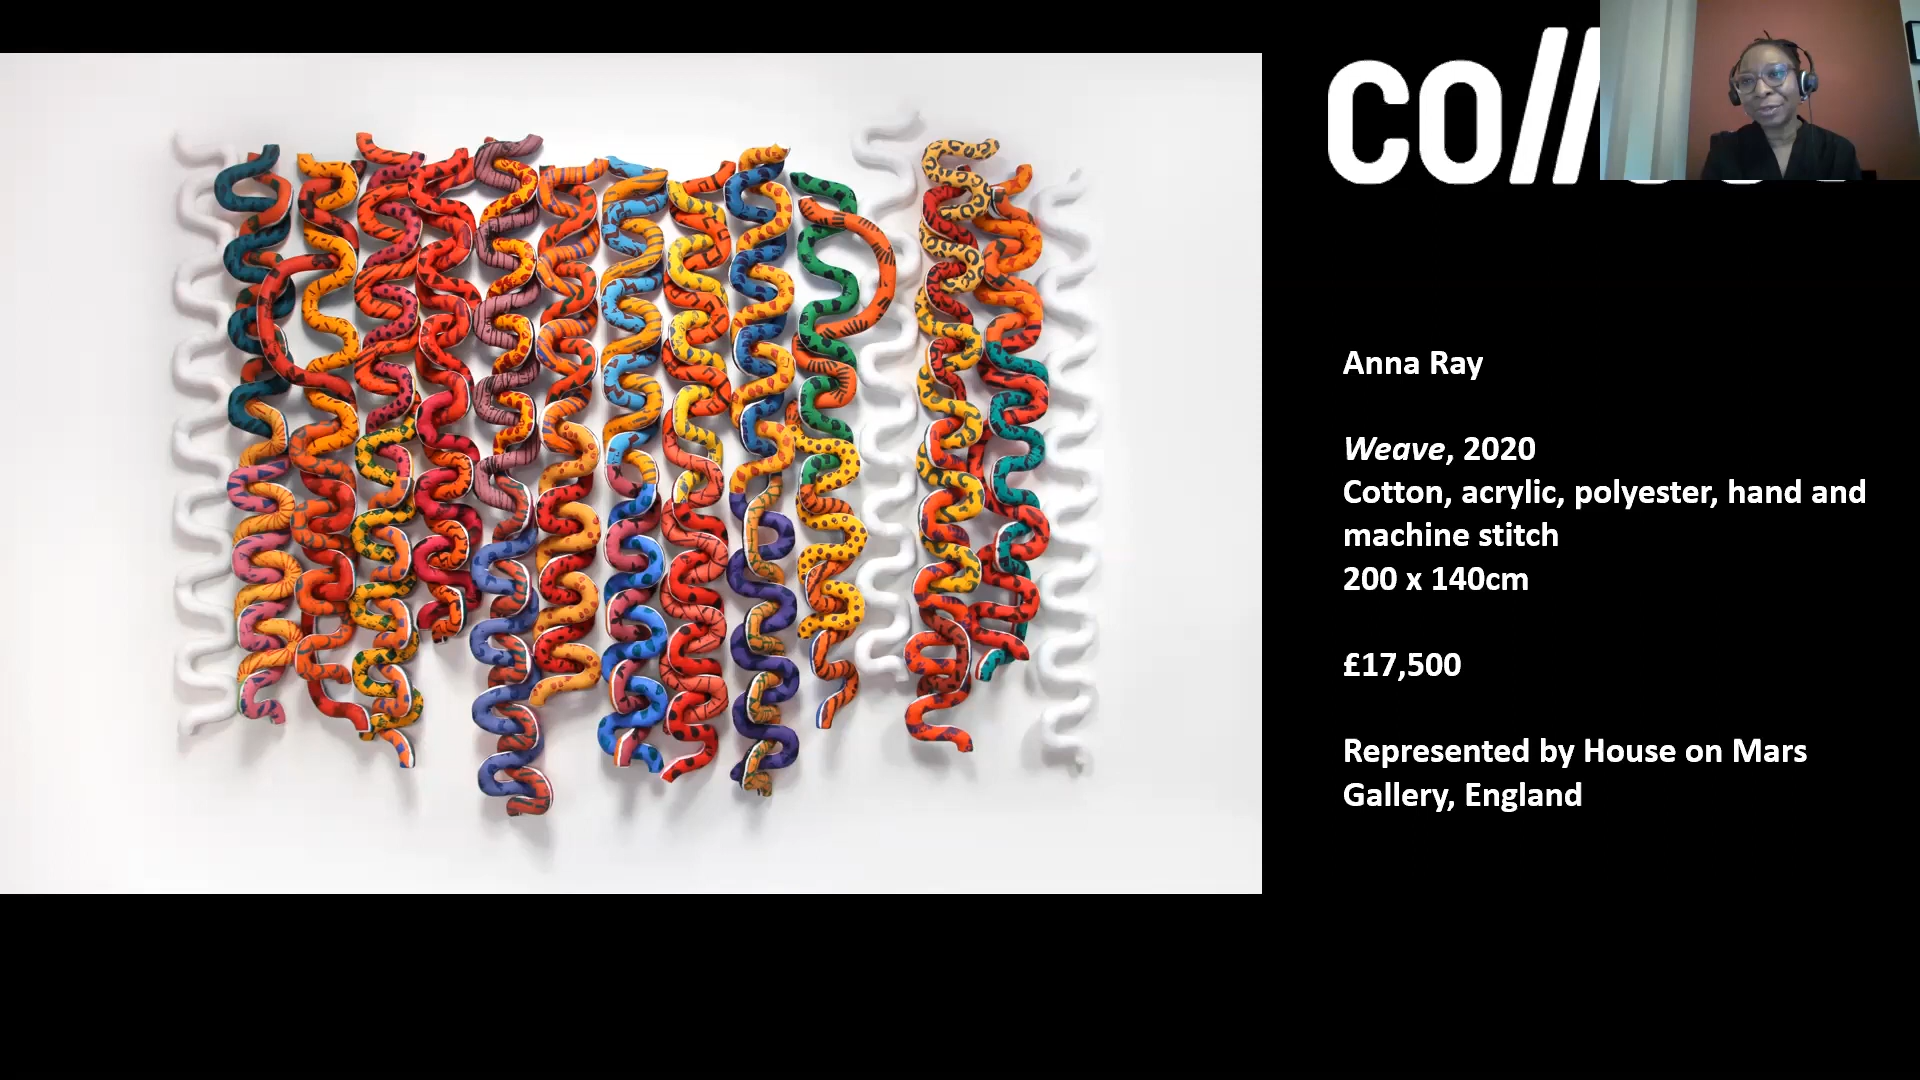 Anna Ray
Weave, 2020
Cotton, acrylic, polyester, hand and
machine stitch
200 x 140cm
£17,500
Represented by House on Mars
Gallery, England